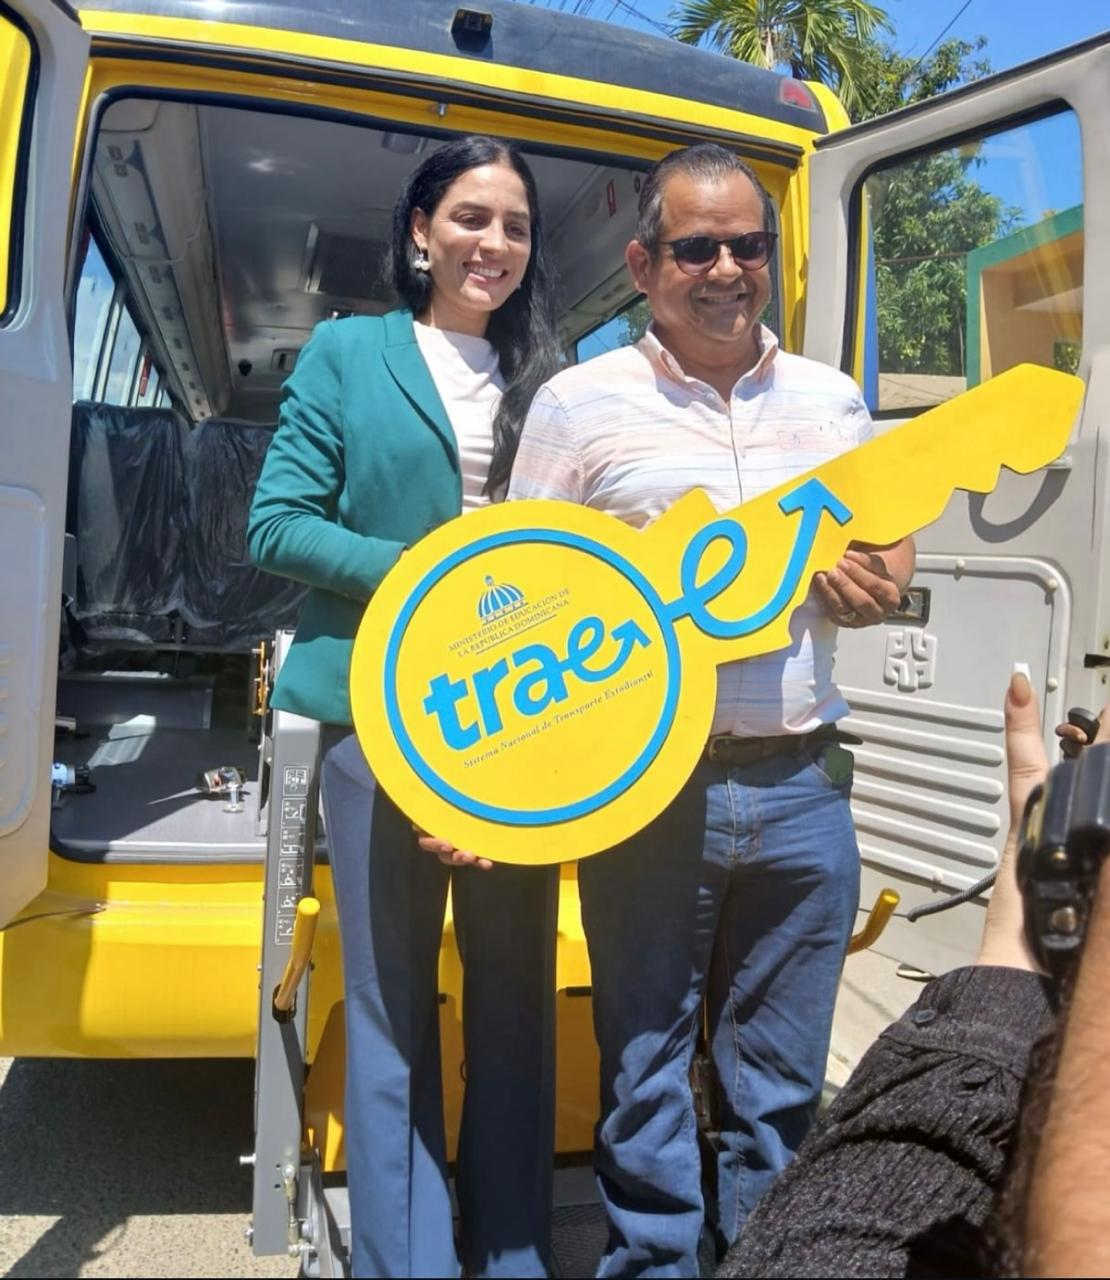 MINISTERIO DE EDUCACIÓN DE
LA REPÚBLICA DOMINICANA
trae
Sistema Nacional de Transporte Estudiantil